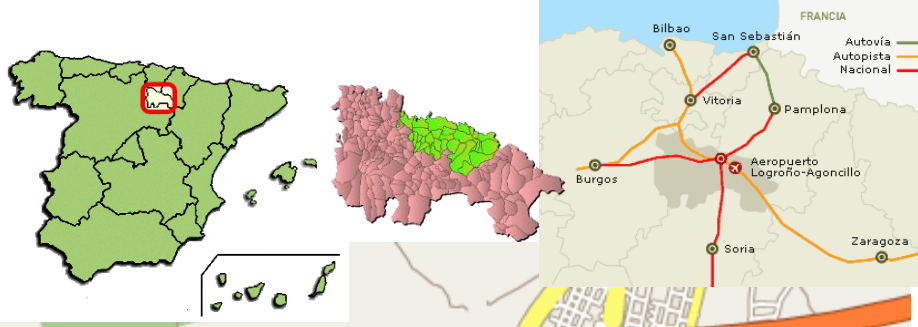 FRANCIA
Bilbao
San Sebastián
Autovía
Autopista
Nacional
Vitoria
Pamplona
Aeropuerto
Logroño-Agoncillo
Burgos
Soria
Zaragoza